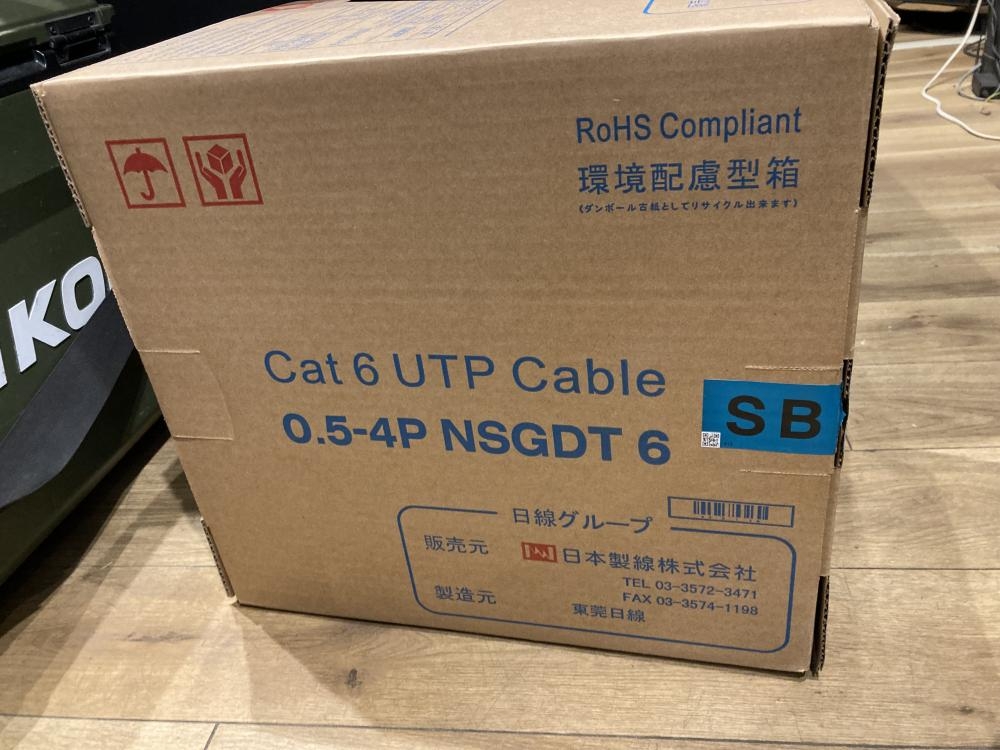 RoHS Compliant
環境配慮型箱
(ダンボール古紙としてリサイクル出来ます)
KO
Cat 6 UTP Cable
0.5-4P NSGDT 6
SB
日線グループ
販売元
日本製線株式会社
TEL 03-3572-3471
FAX 03-3574-1198
製造元
東莞日線